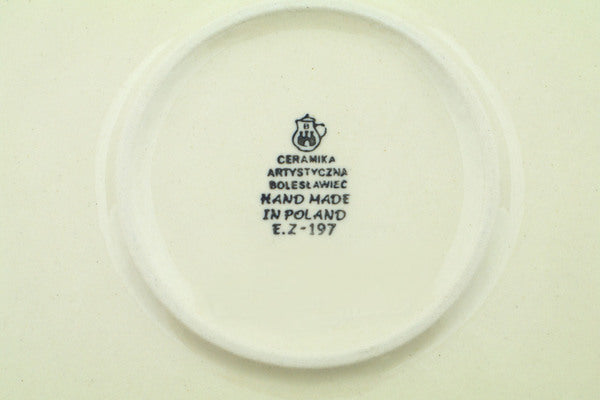 CERAMIKA
ARTYSTYCZNA
BOLESŁAWIEC
HAND MADE
IN POLAND
E.Z-197